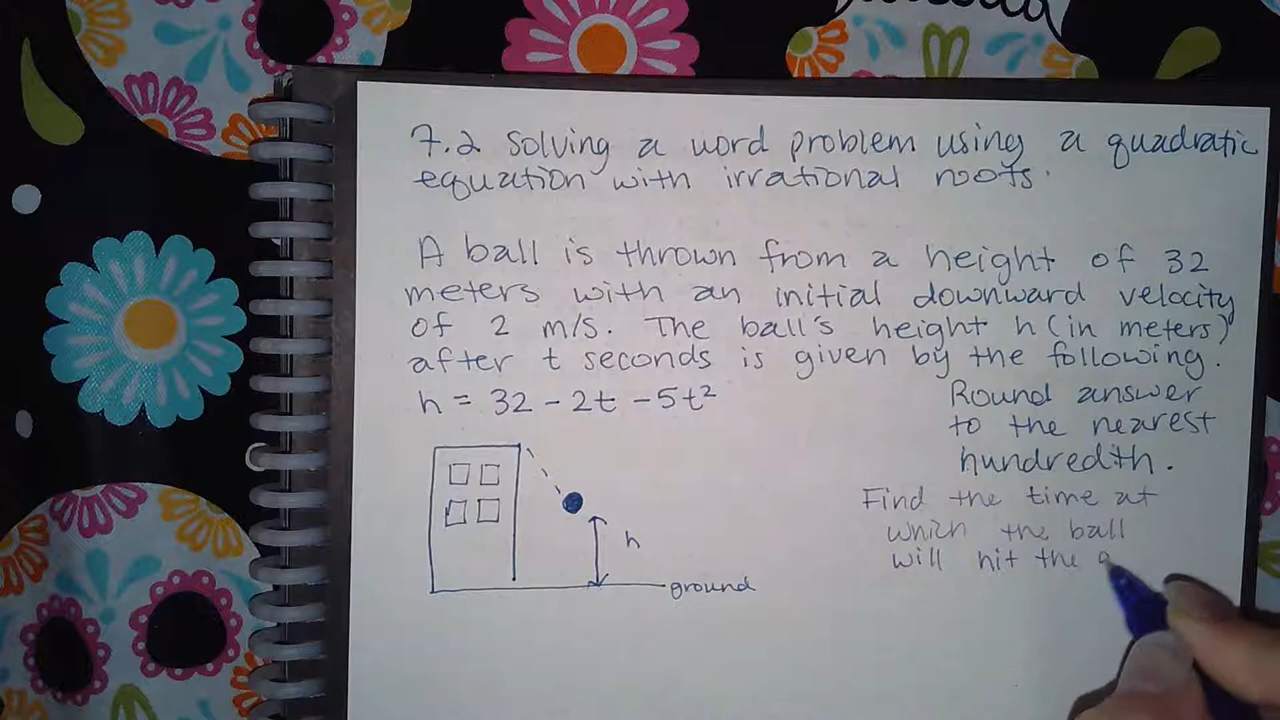 7.2 Solving a word problem using a quadratic
equation with irrational roots.
A ball is thrown from a height of 32
meters with an initial downward velocity
of 2 m/s. The ball's height h (in meters)
after t seconds is given by the following.
h = 32 - 2t - 5t²
Round answer
to the nearest
hundredth.
Find the time at
which the ball
will hit the g
h
ground